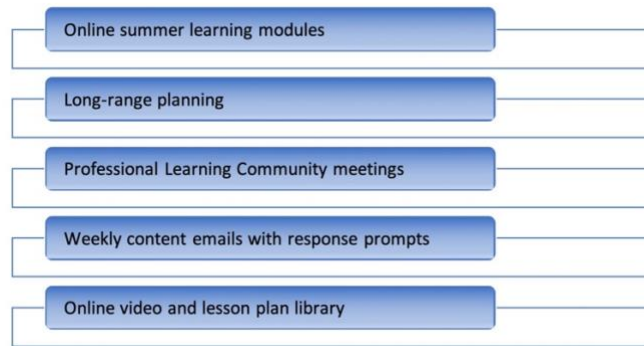 Online summer learning modules
Long-range planning
Professional Learning Community meetings
Weekly content emails with response prompts
Online video and lesson plan library